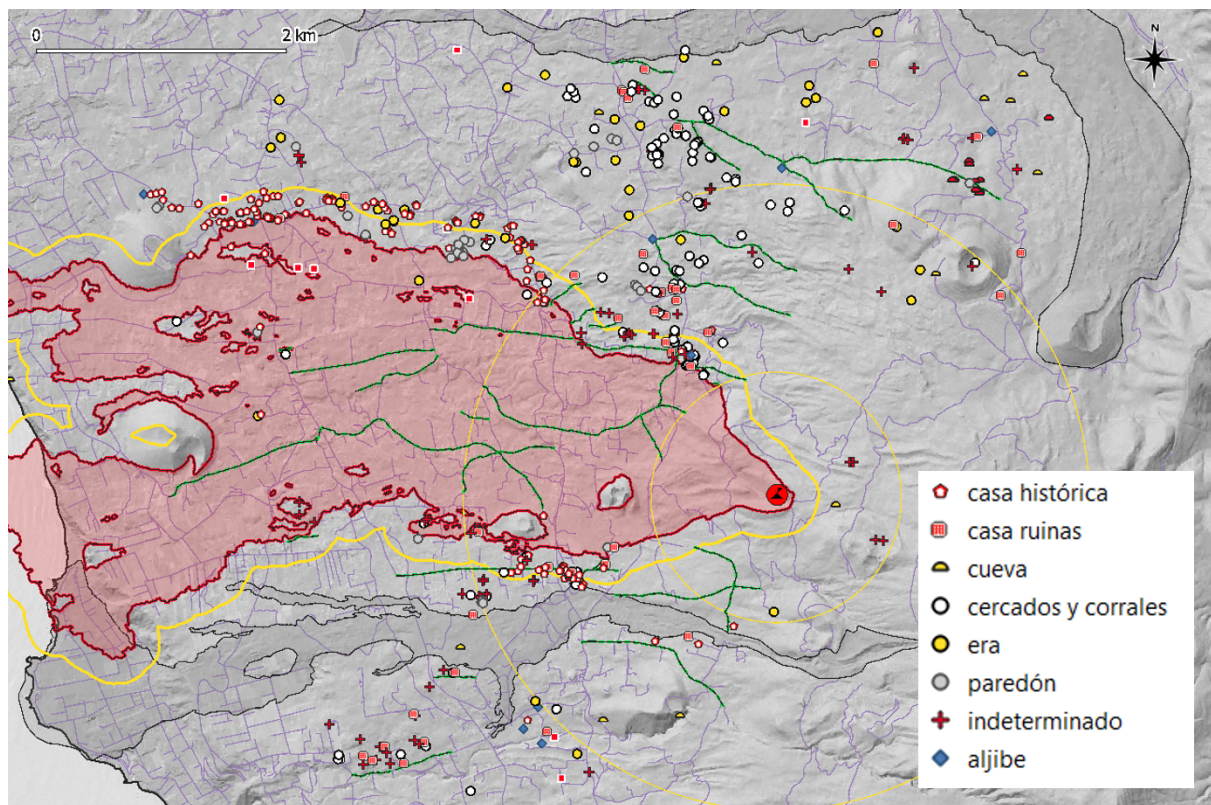 0 2 km
N
casa histórica
casa ruinas
cueva
cercados y corrales
era
paredón
indeterminado
aljibe